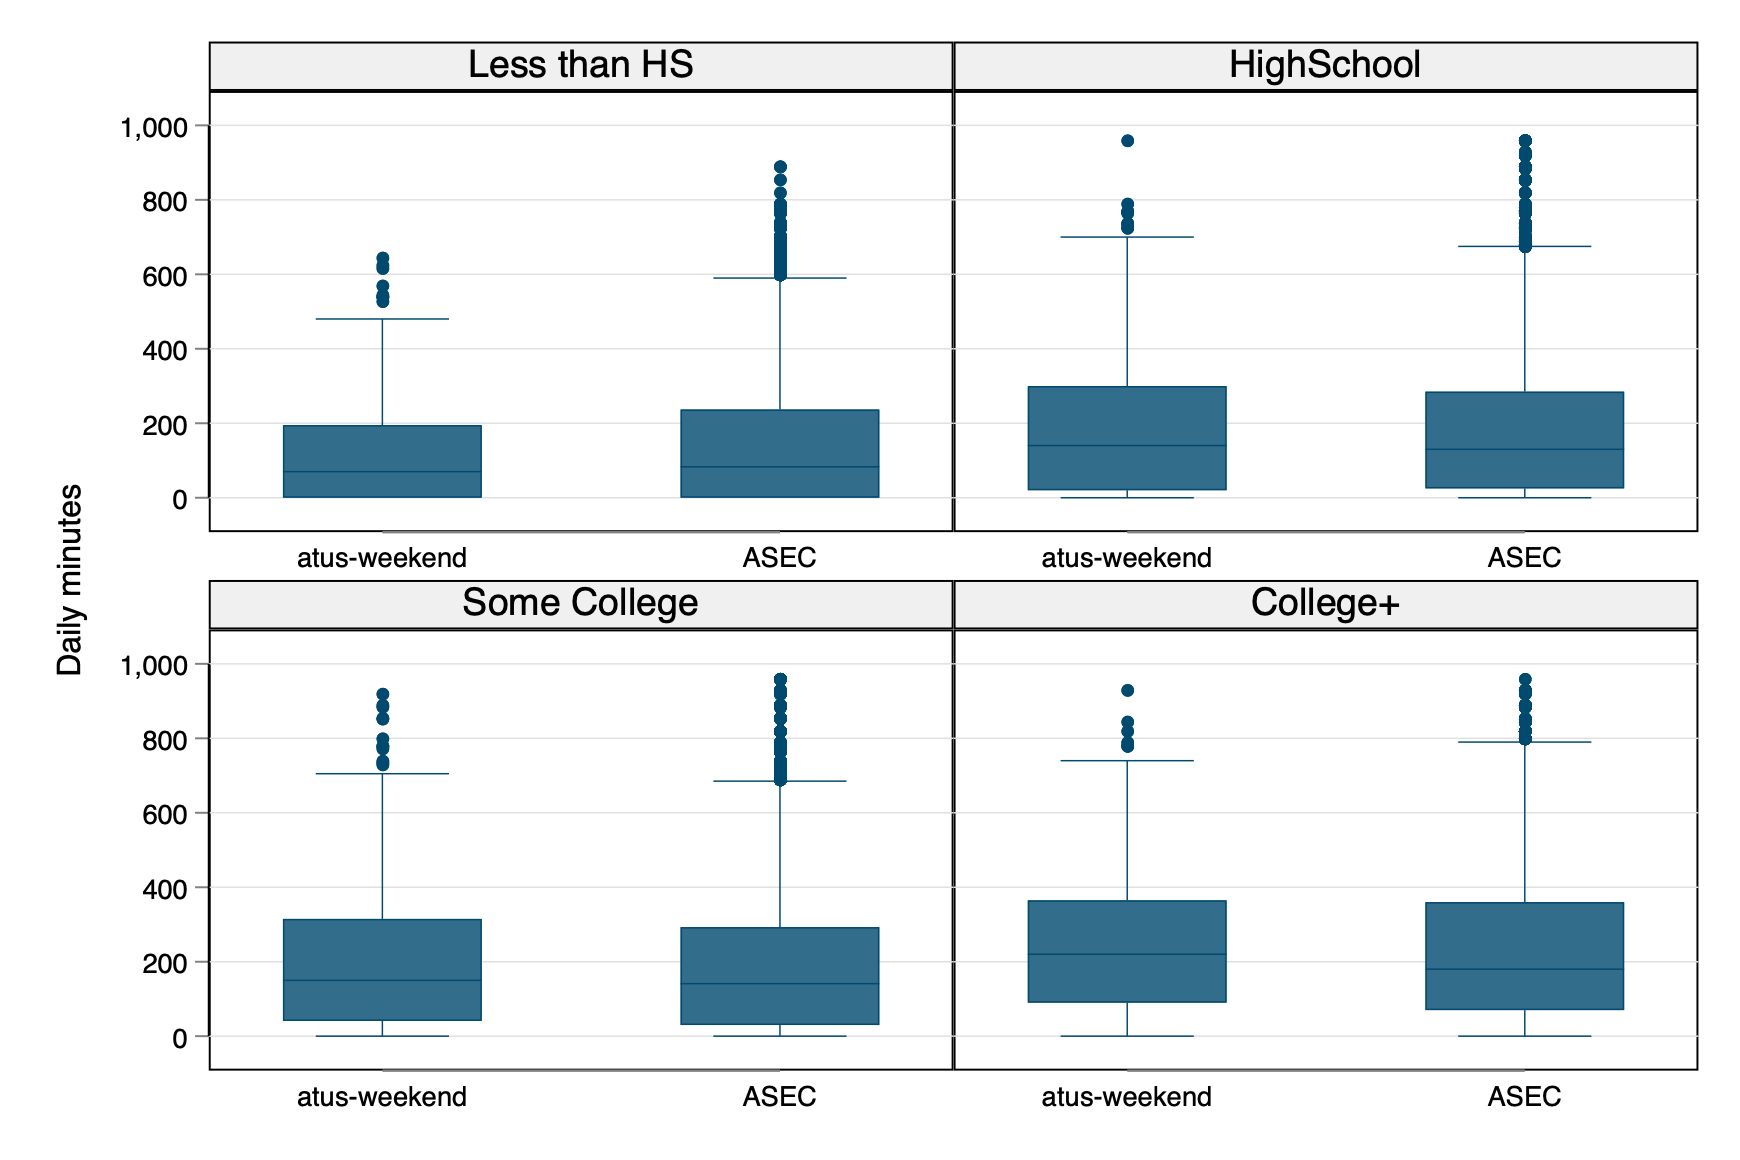 Less than HS
HighSchool
1,000
800
600
400
200
0
atus-weekend
ASEC
atus-weekend
ASEC
Daily minutes
Some College
College+
1,000
800
600
400
200
0
atus-weekend
ASEC
atus-weekend
ASEC